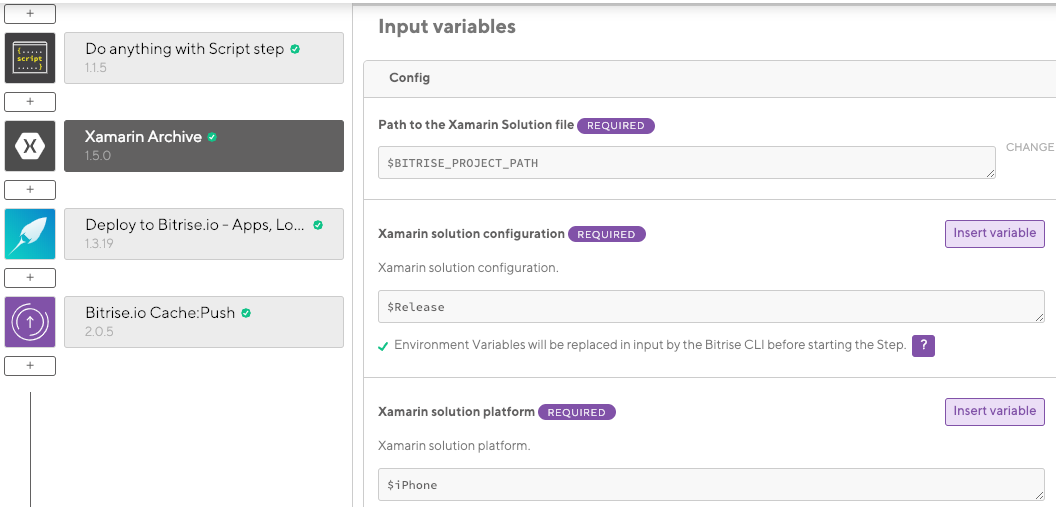 +
Do anything with Script step
1.1.5
{.....
script
.....}
+
Xamarin Archive
1.5.0
X
+
Deploy to Bitrise.io - Apps, Lo...
1.3.19
+
Bitrise.io Cache:Push
2.0.5
+
Input variables
Config
Path to the Xamarin Solution file REQUIRED
$BITRISE_PROJECT_PATH
CHANGE
Xamarin solution configuration REQUIRED
Insert variable
Xamarin solution configuration.
$Release
Environment Variables will be replaced in input by the Bitrise CLI before starting the Step. ?
Xamarin solution platform REQUIRED
Insert variable
Xamarin solution platform.
$iPhone